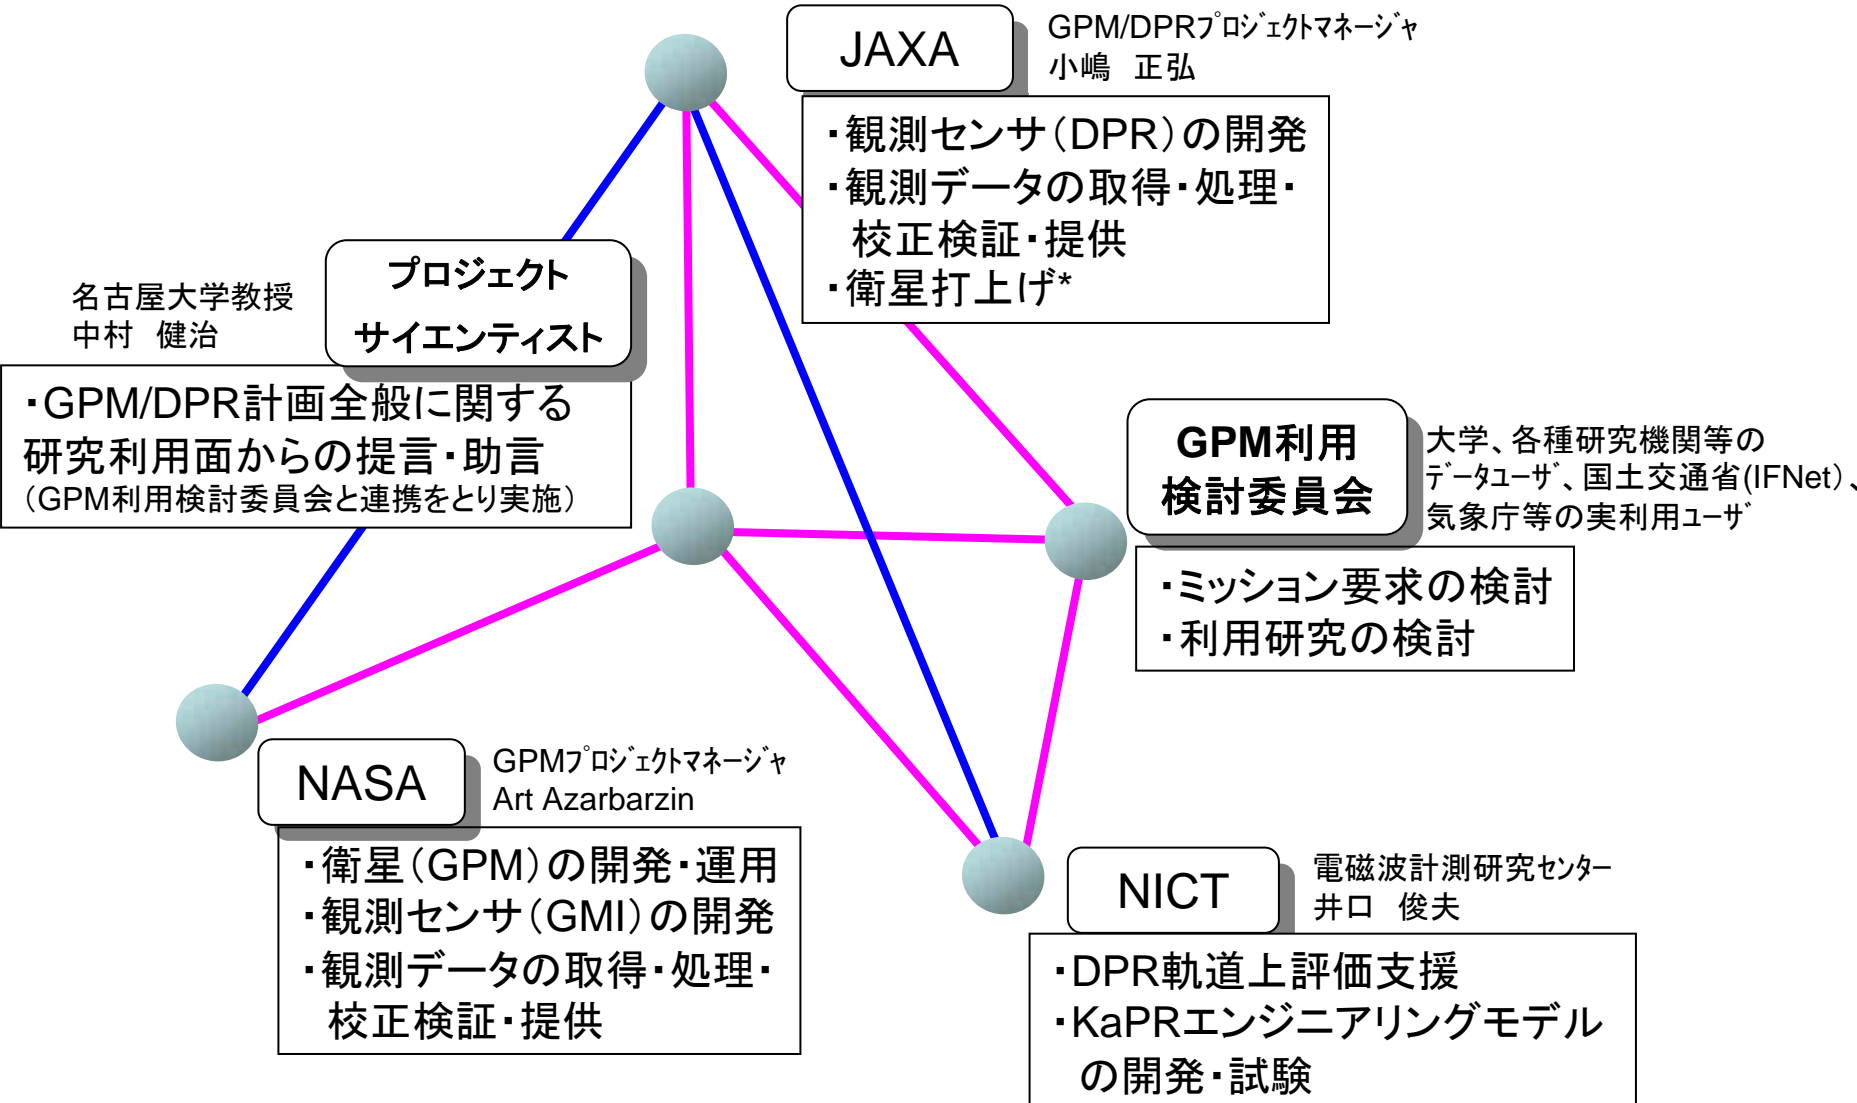 JAXA
GPM/DPRﾌﾟﾛｼﾞｪｸﾄﾏﾈｰｼﾞｬ
小嶋　正弘
・観測センサ（DPR）の開発
・観測データの取得・処理・
校正検証・提供
・衛星打上げ*
プロジェクト
サイエンティスト
名古屋大学教授
中村　健治
・GPM/DPR計画全般に関する
研究利用面からの提言・助言
（GPM利用検討委員会と連携をとり実施）
GPM利用
検討委員会
大学、各種研究機関等の
ﾃﾞｰﾀﾕｰｻﾞ、国土交通省(IFNet）、
気象庁等の実利用ﾕｰｻﾞ
・ミッション要求の検討
・利用研究の検討
NASA
GPMﾌﾟﾛｼﾞｪｸﾄﾏﾈｰｼﾞｬ
Art Azarbarzin
・衛星（GPM）の開発・運用
・観測センサ（GMI）の開発
・観測データの取得・処理・
校正検証・提供
NICT
電磁波計測研究ｾﾝﾀｰ
井口　俊夫
・DPR軌道上評価支援
・KaPRエンジニアリングモデル
の開発・試験